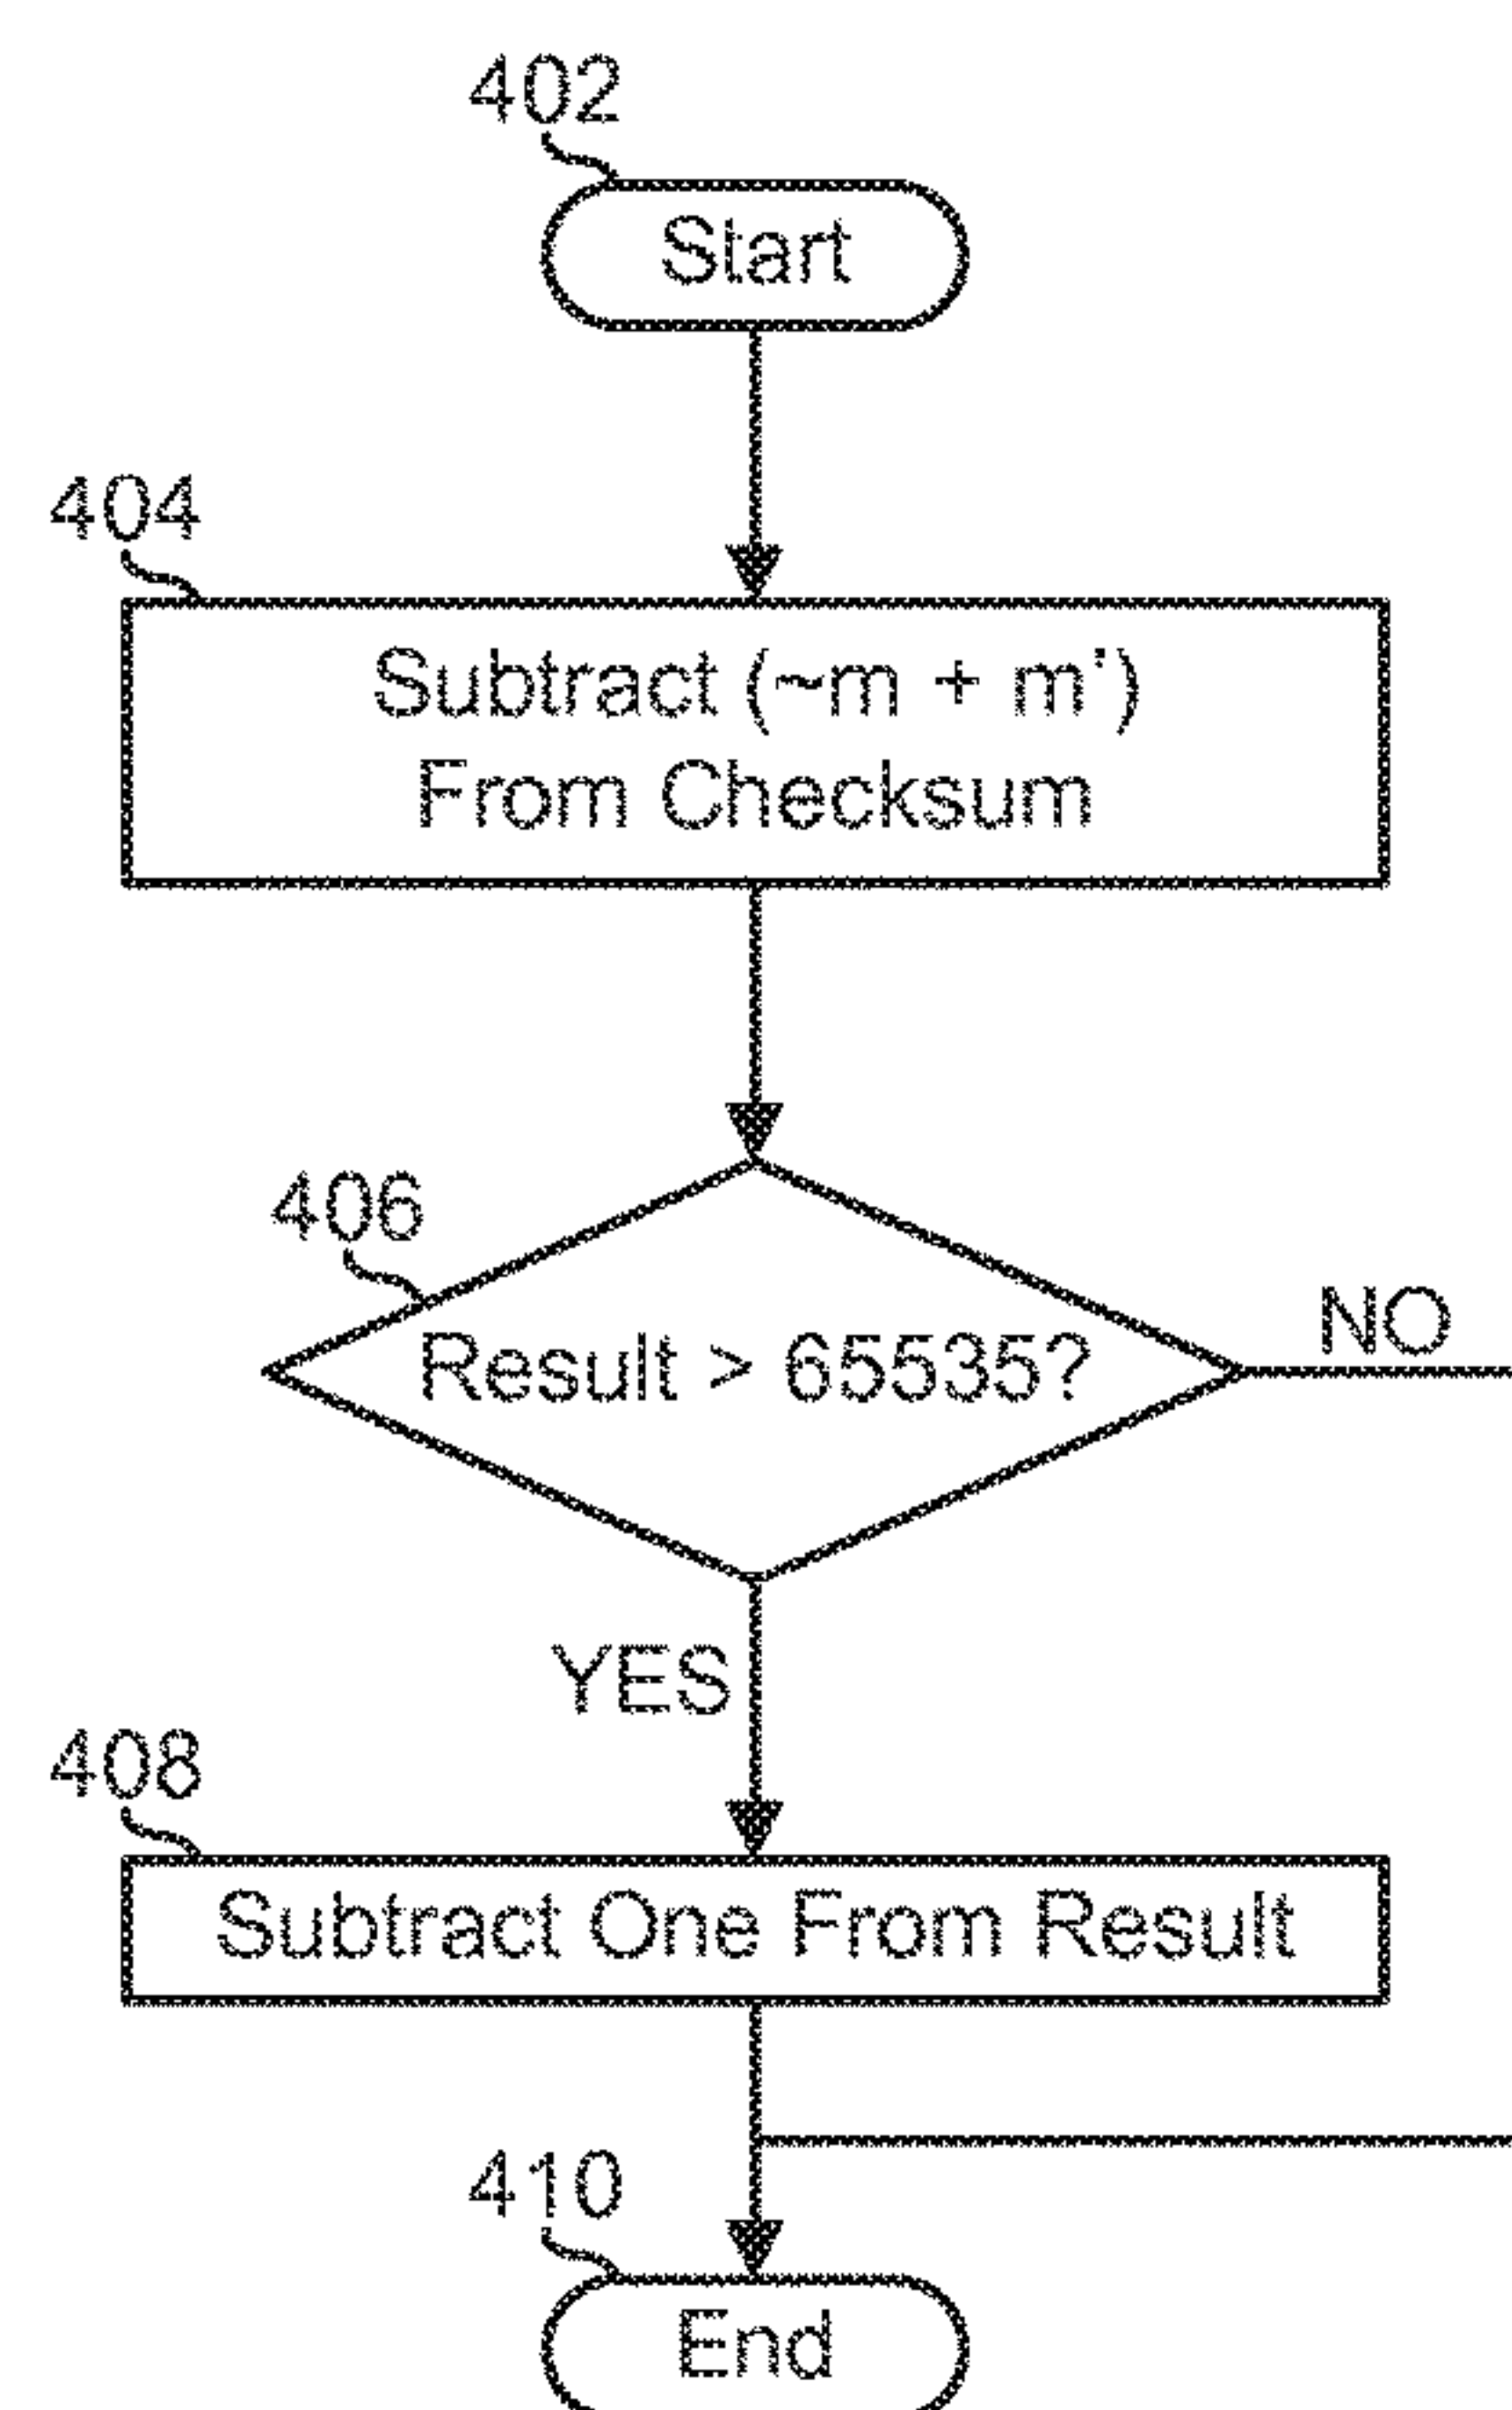 402
Start
404
Subtract (~m + m')
From Checksum
406
Result > 65535?
NO
YES
408
Subtract One From Result
410
End